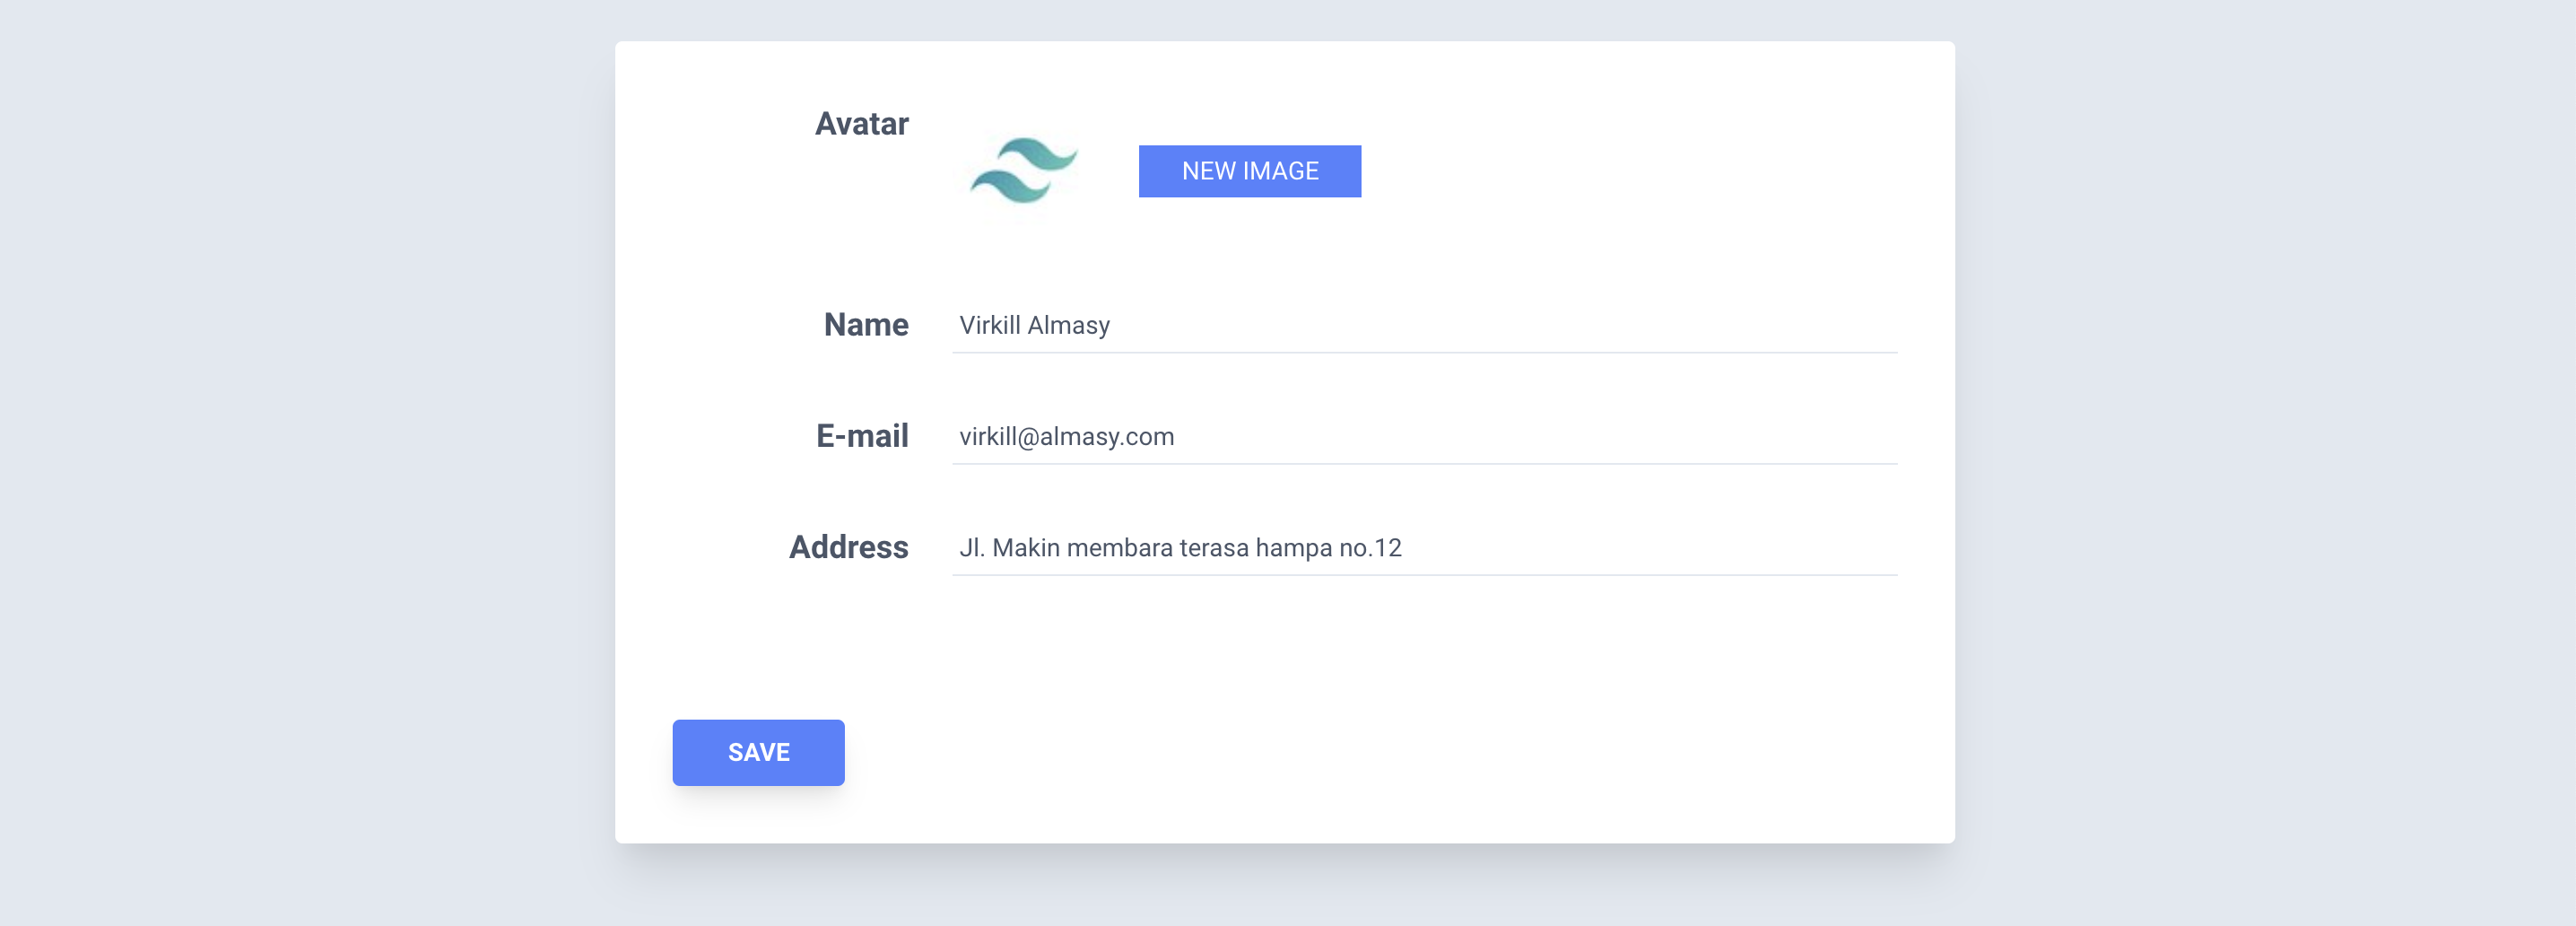 Avatar
NEW IMAGE
Name Virkill Almasy
E-mail virkill@almasy.com
Address Jl. Makin membara terasa hampa no.12
SAVE